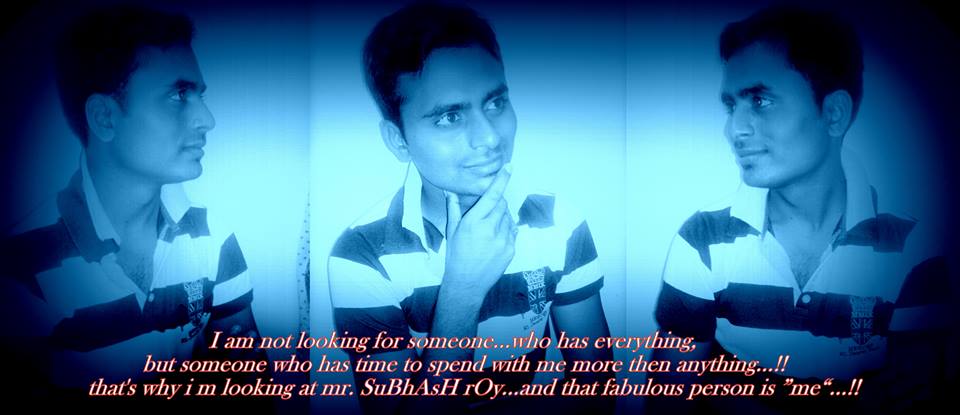 I am not looking for someone...who has everything,
but someone who has time to spend with me more then anything...!!
that's why i m looking at mr. SuBhAsH rOy...and that fabulous person is ”me“...!!